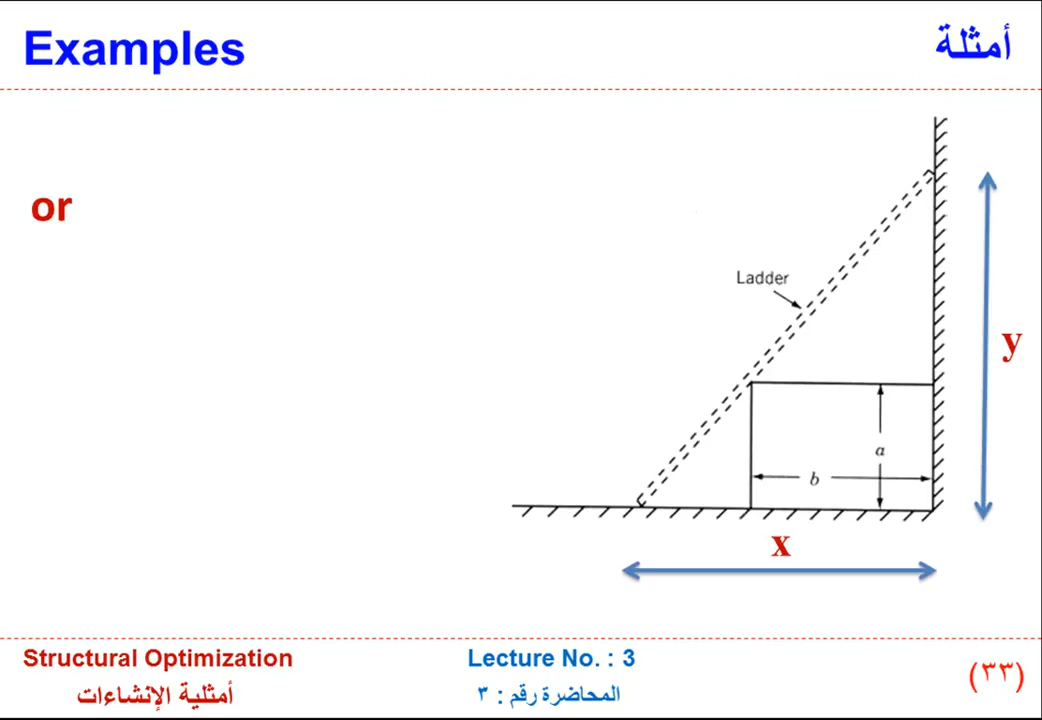 Examples
أمثلة
or
Ladder
y
a
b
x
Structural Optimization
أمثلية الإنشاءات
Lecture No. : 3
المحاضرة رقم : ٣
(٣٣)